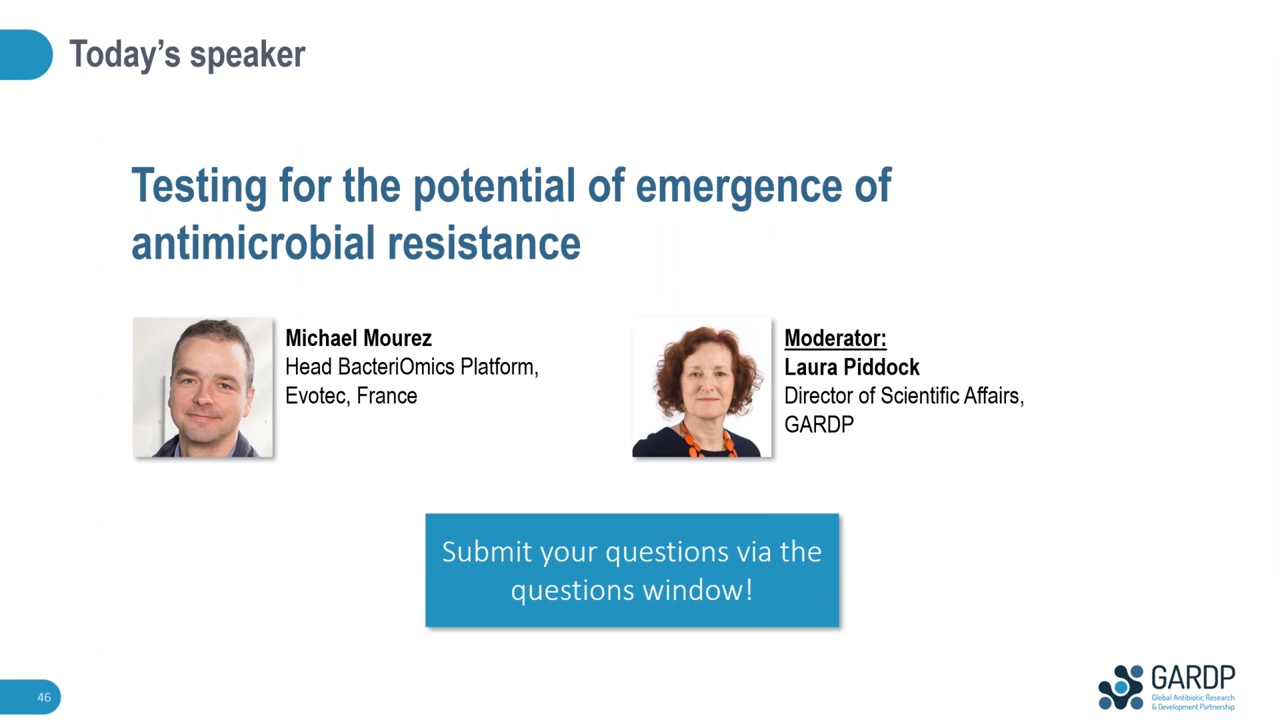 Today's speaker
Testing for the potential of emergence of
antimicrobial resistance
Michael Mourez
Head BacteriOmics Platform,
Evotec, France
Moderator:
Laura Piddock
Director of Scientific Affairs,
GARDP
Submit your questions via the
questions window!
46
GARDP
Global Antibiotic Research
& Development Partnership